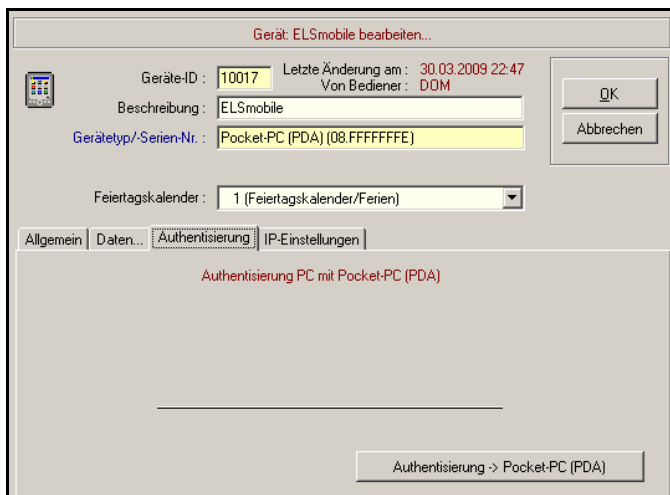 Gerät: ELSmobile bearbeiten...
Geräte-ID : 10017 Letzte Änderung am : 30.03.2009 22:47
Von Bediener : DOM
OK
Beschreibung : ELSmobile
Abbrechen
Gerätetyp/-Serien-Nr. : Pocket-PC (PDA) (08.FFFFFFFE)
Feiertagskalender : 1 (Feiertagskalender/Ferien)
Allgemein Daten... Authentisierung IP-Einstellungen
Authentisierung PC mit Pocket-PC (PDA)
Authentisierung -> Pocket-PC (PDA)